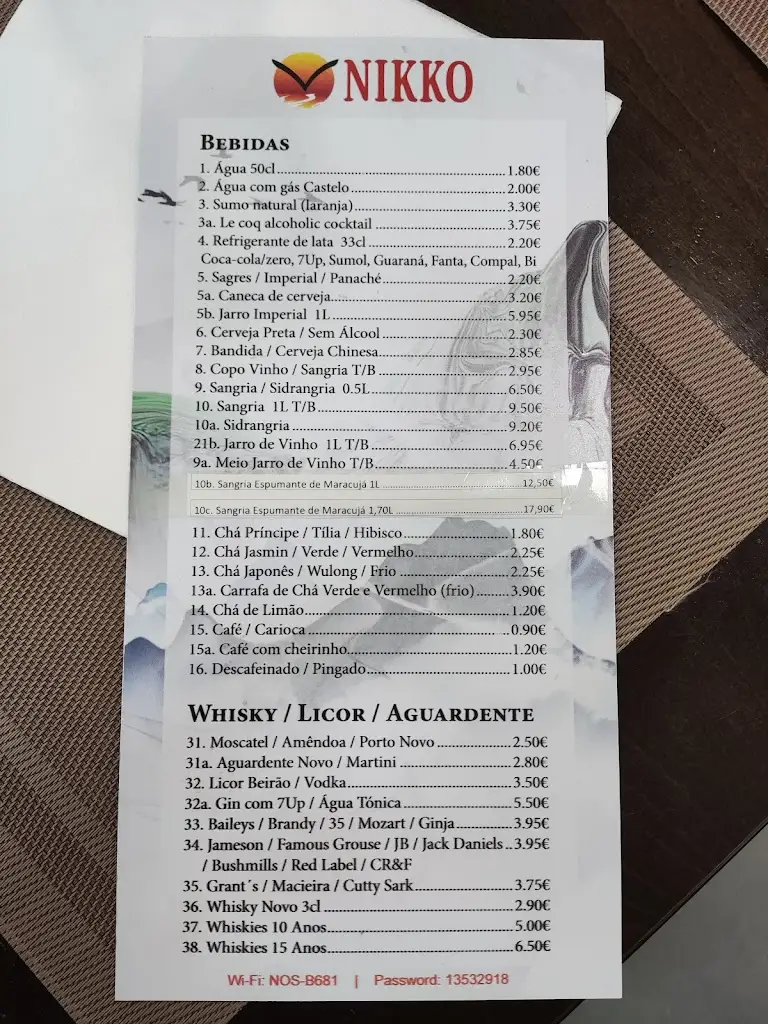 NIKKO
BEBIDAS
1. Água 50cl 1.80€
2. Água com gás Castelo 2.00€
3. Sumo natural (laranja) 3.30€
3a. Le coq alcoholic cocktail 3.75€
4. Refrigerante de lata 33cl 2.20€
Coca-cola/zero, 7Up, Sumol, Guaraná, Fanta, Compal, Bi
5. Sagres / Imperial / Panaché 2.20€
5a. Caneca de cerveja 3.20€
5b. Jarro Imperial 1L 5.95€
6. Cerveja Preta / Sem Álcool 2.30€
7. Bandida / Cerveja Chinesa 2.85€
8. Copo Vinho / Sangria T/B 2.95€
9. Sangria / Sidrangria 0.5L 6.50€
10. Sangria 1L T/B 9.50€
10a. Sidrangria 9.20€
21b. Jarro de Vinho 1L T/B 6.95€
9a. Meio Jarro de Vinho T/B 4.50€
10b. Sangria Espumante de Maracujá 1L 12,50€
10c. Sangria Espumante de Maracujá 1,70L 17,90€
11. Chá Príncipe / Tília / Hibisco 1.80€
12. Chá Jasmin / Verde / Vermelho 2.25€
13. Chá Japonês / Wulong / Frio 2.25€
13a. Carrafa de Chá Verde e Vermelho (frio) 3.90€
14. Chá de Limão 1.20€
15. Café / Carioca 0.90€
15a. Café com cheirinho 1.20€
16. Descafeinado / Pingado 1.00€
WHISKY / LICOR / AGUARDENTE
31. Moscatel / Amêndoa / Porto Novo 2.50€
31a. Aguardente Novo / Martini 2.80€
32. Licor Beirão / Vodka 3.50€
32a. Gin com 7Up / Água Tónica 5.50€
33. Baileys / Brandy / 35 / Mozart / Ginja 3.95€
34. Jameson / Famous Grouse / JB / Jack Daniels 3.95€
/ Bushmills / Red Label / CR&F
35. Grant´s / Macieira / Cutty Sark 3.75€
36. Whisky Novo 3cl 2.90€
37. Whiskies 10 Anos 5.00€
38. Whiskies 15 Anos 6.50€
Wi-Fi: NOS-B681 | Password: 13532918